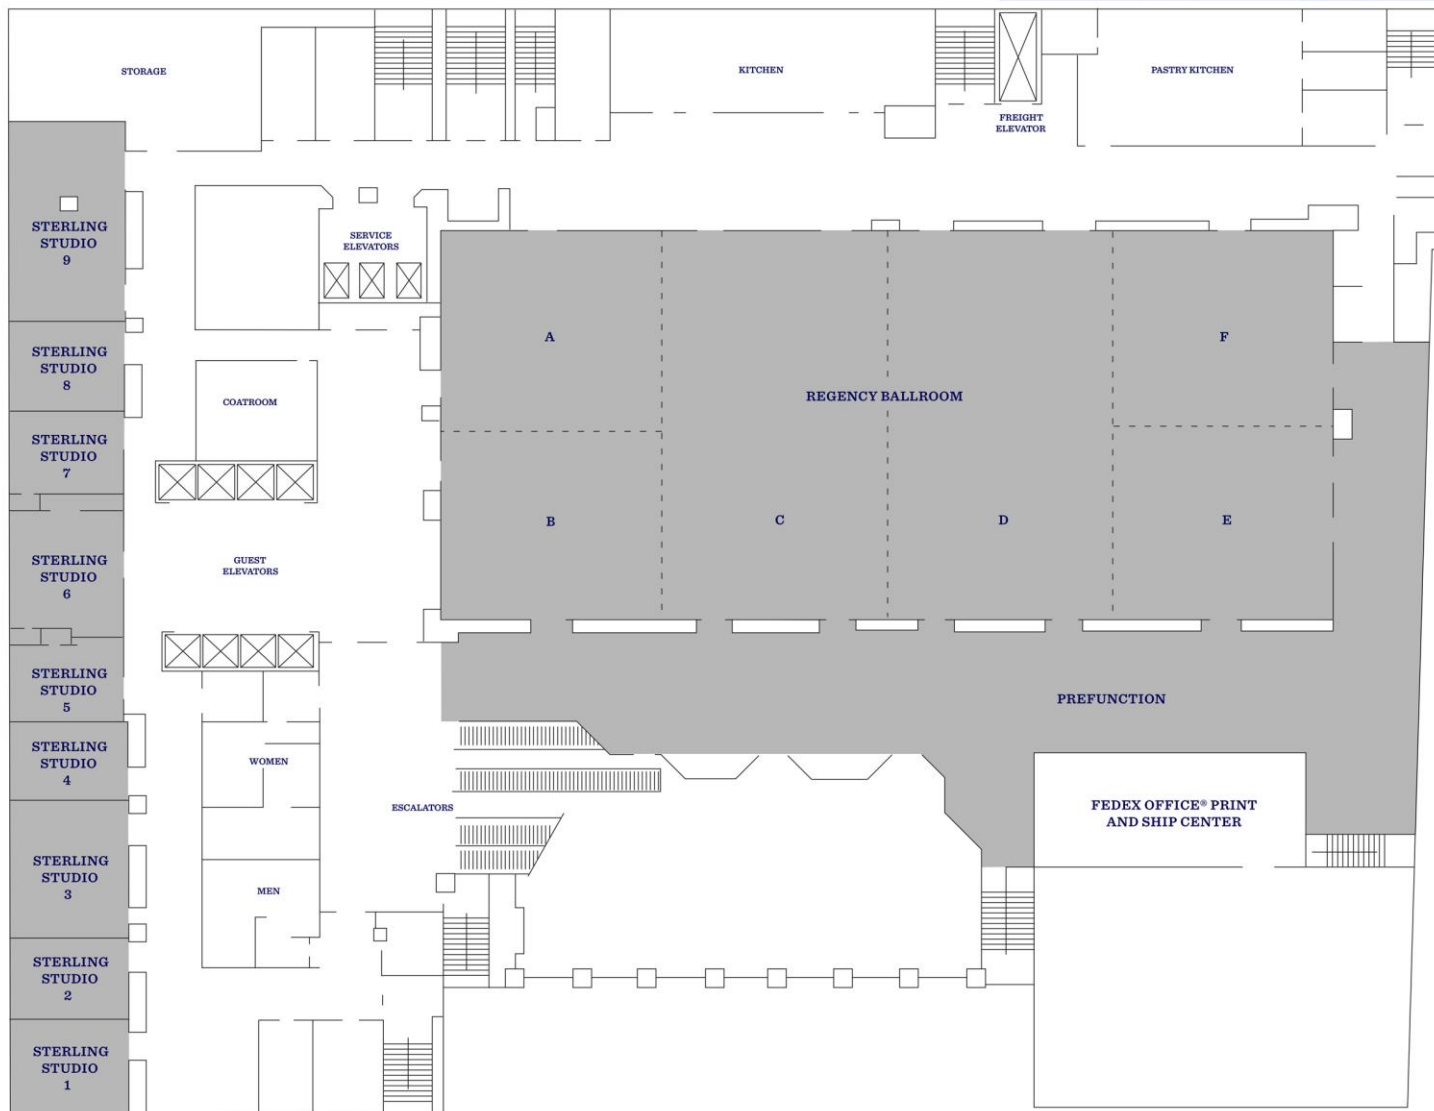 STORAGE
KITCHEN
PASTRY KITCHEN
FREIGHT
ELEVATOR
STERLING
STUDIO
9
SERVICE
ELEVATORS
STERLING
STUDIO
8
A
F
COATROOM
REGENCY BALLROOM
STERLING
STUDIO
7
B
C
D
E
STERLING
STUDIO
6
GUEST
ELEVATORS
STERLING
STUDIO
5
PREFUNCTION
STERLING
STUDIO
4
WOMEN
ESCALATORS
FEDEX OFFICE® PRINT
AND SHIP CENTER
STERLING
STUDIO
3
MEN
STERLING
STUDIO
2
STERLING
STUDIO
1